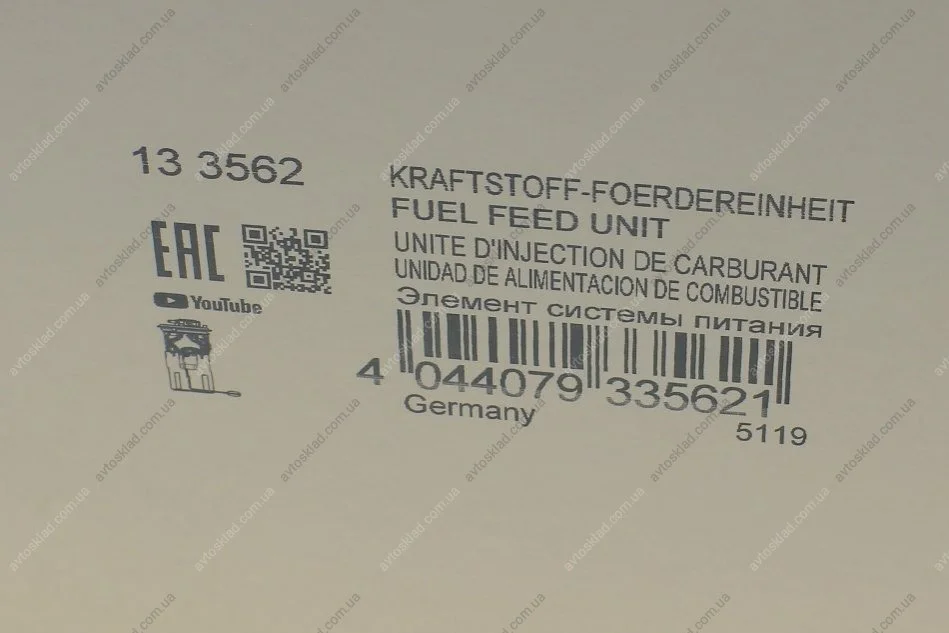 13 3562
KRAFTSTOFF-FOERDEREINHEIT
FUEL FEED UNIT
UNITE D'INJECTION DE CARBURANT
UNIDAD DE ALIMENTACION DE COMBUSTIBLE
Элемент системы питания
EAC
YouTube
4 044079 335621
Germany
5119
avtosklad.com.ua